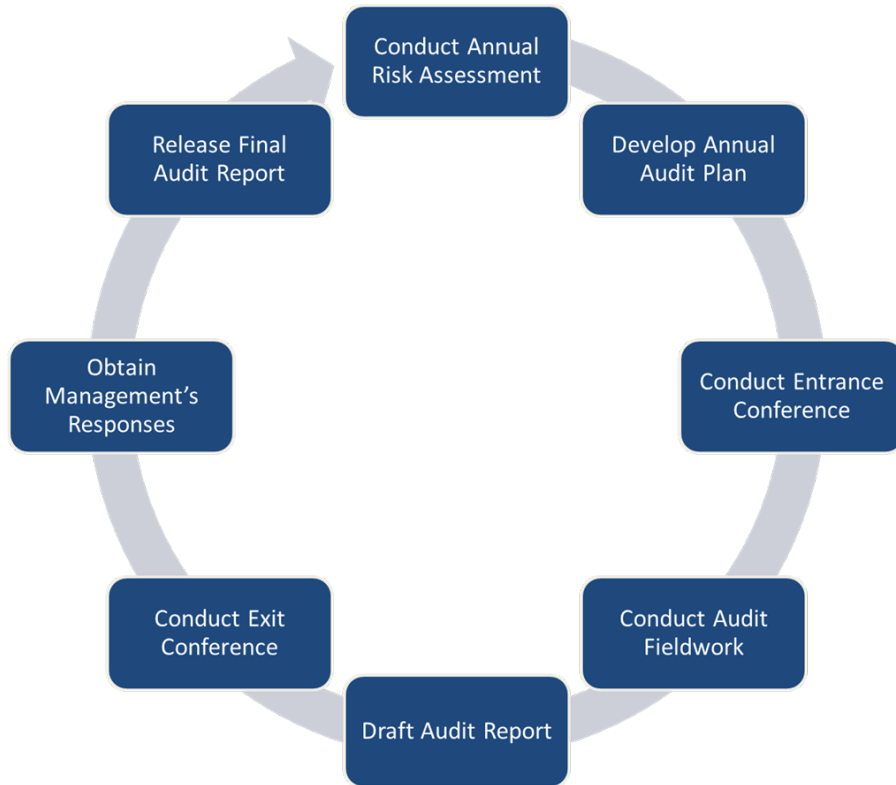 Conduct Annual
Risk Assessment
Develop Annual
Audit Plan
Conduct Entrance
Conference
Conduct Audit
Fieldwork
Draft Audit Report
Conduct Exit
Conference
Obtain
Management’s
Responses
Release Final
Audit Report